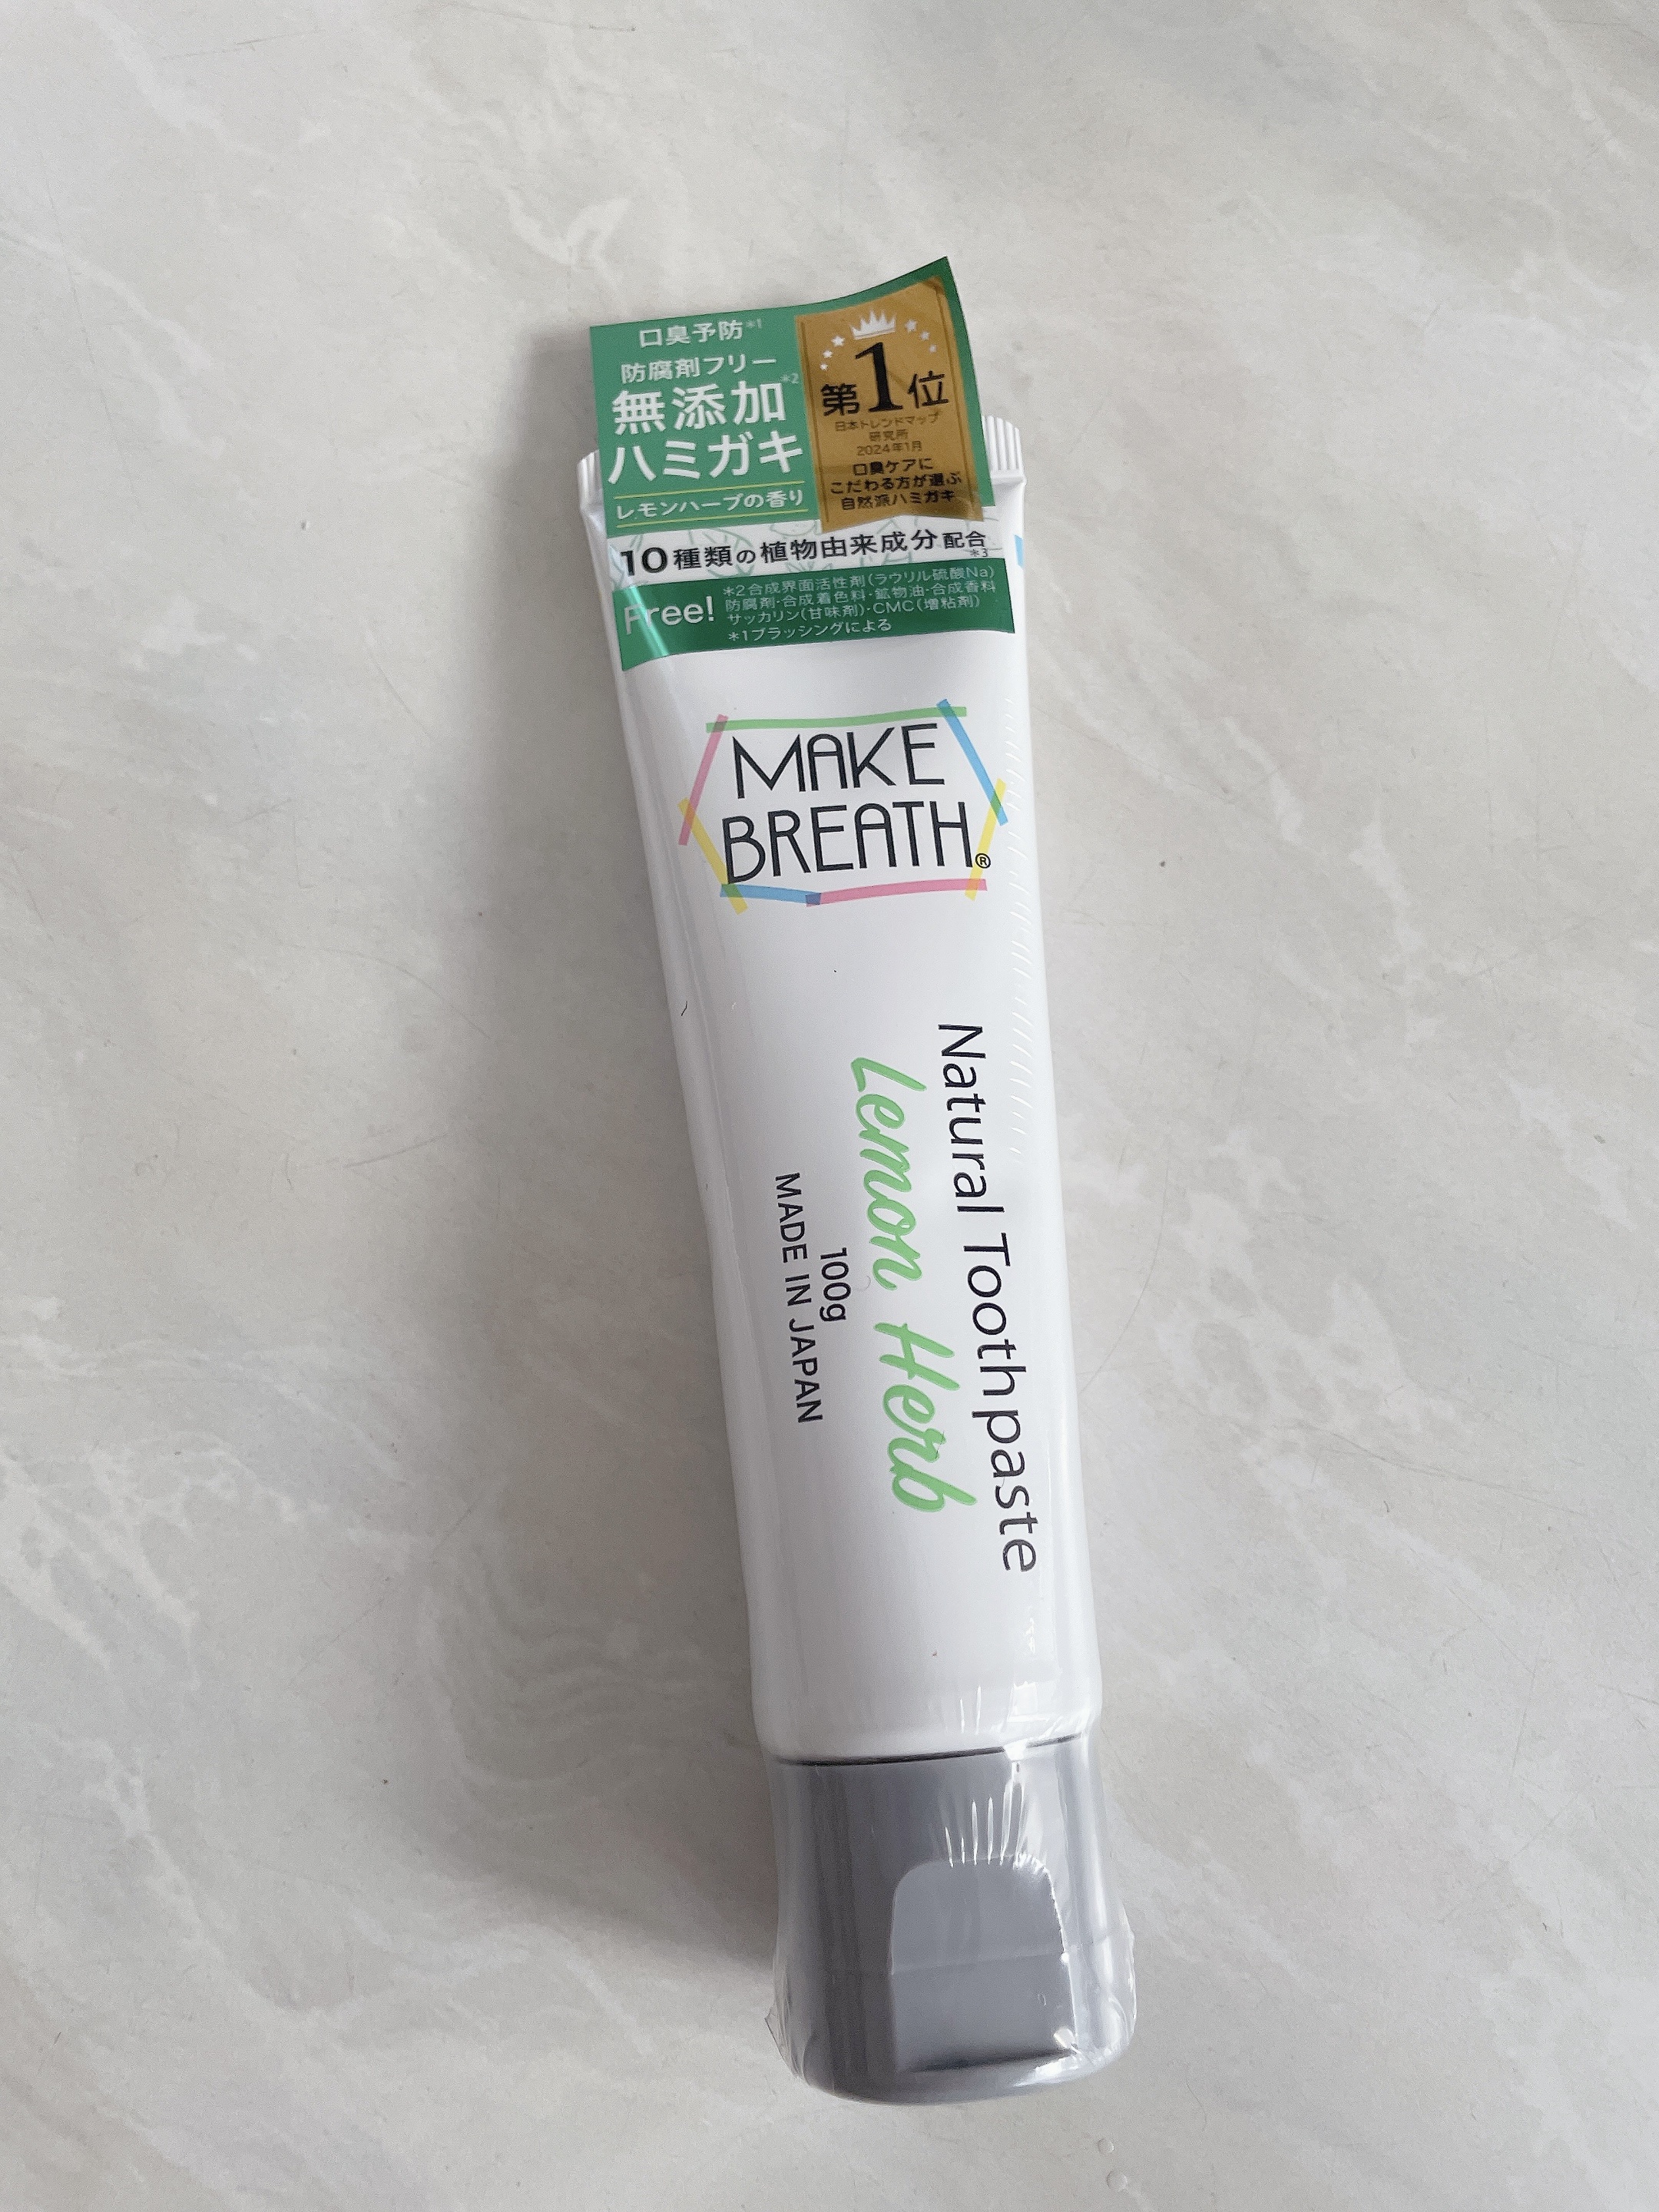 口臭予防*1
防腐剤フリー
無添加*2
ハミガキ
レモンハーブの香り
第1位
日本トレンドマップ
研究所
2024年1月
口臭ケアに
こだわる方が選ぶ
自然派ハミガキ
10種類の植物由来成分配合*3
Free!
*2合成界面活性剤(ラウリル硫酸Na)
防腐剤・合成着色料・鉱物油・合成香料
サッカリン(甘味剤)・CMC(増粘剤)
*1ブラッシングによる
MAKE
BREATH®
Natural Toothpaste
Lemon Herb
100g
MADE IN JAPAN